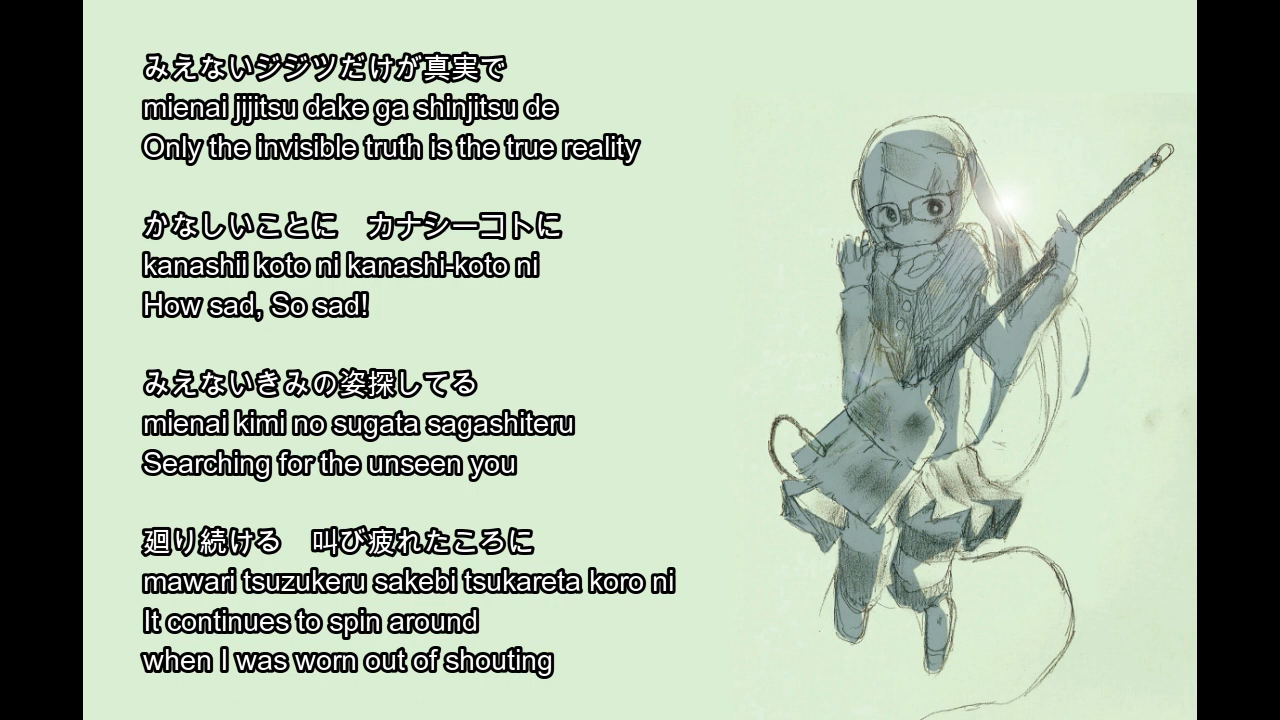 みえないジジツだけが真実で
mienai jijitsu dake ga shinjitsu de
Only the invisible truth is the true reality
かなしいことに　カナシーコトに
kanashii koto ni kanashi-koto ni
How sad, So sad!
みえないきみの姿探してる
mienai kimi no sugata sagashiteru
Searching for the unseen you
廻り続ける　叫び疲れたころに
mawari tsuzukeru sakebi tsukareta koro ni
It continues to spin around
when I was worn out of shouting